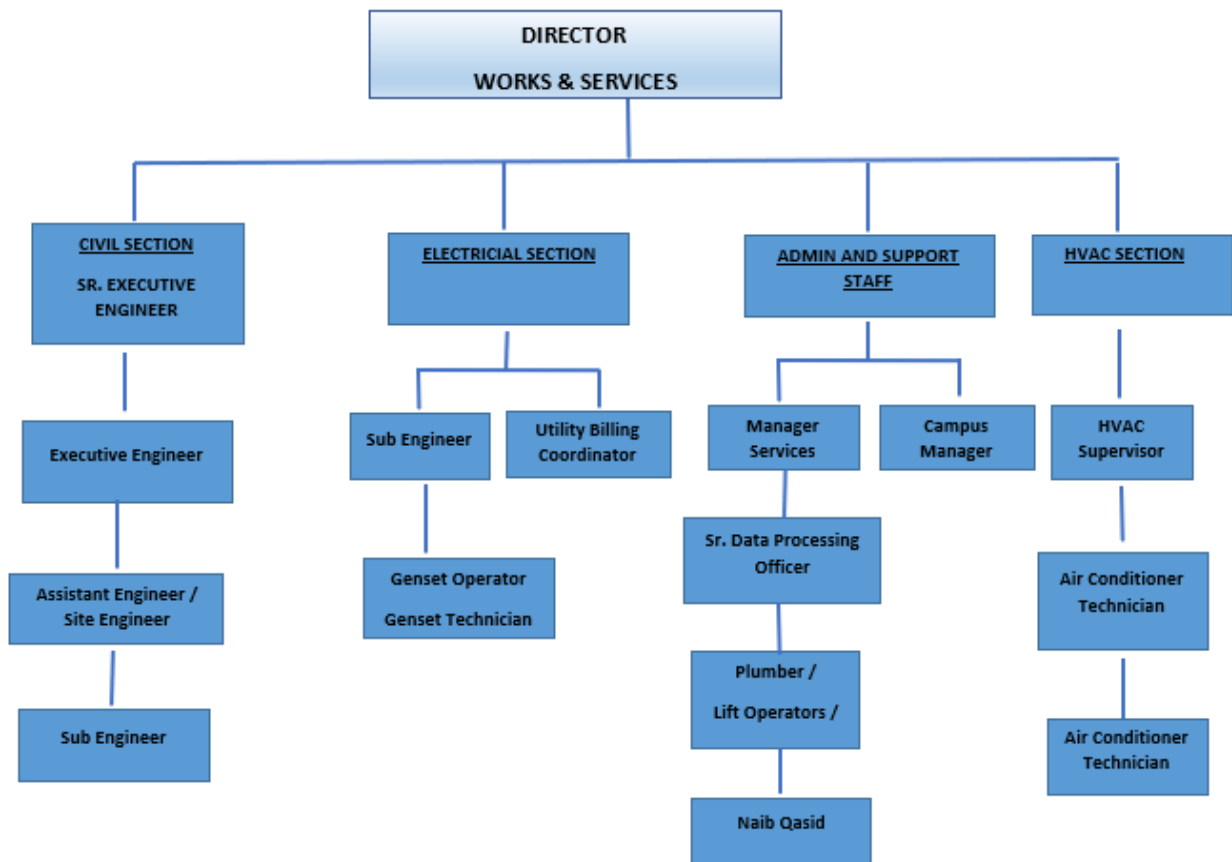 DIRECTOR
WORKS & SERVICES
CIVIL SECTION
SR. EXECUTIVE
ENGINEER
ELECTRICIAL SECTION
ADMIN AND SUPPORT
STAFF
HVAC SECTION
Executive Engineer
Sub Engineer
Utility Billing
Coordinator
Manager
Services
Campus
Manager
HVAC
Supervisor
Assistant Engineer /
Site Engineer
Genset Operator
Genset Technician
Sr. Data Processing
Officer
Air Conditioner
Technician
Sub Engineer
Plumber /
Lift Operators /
Air Conditioner
Technician
Naib Qasid